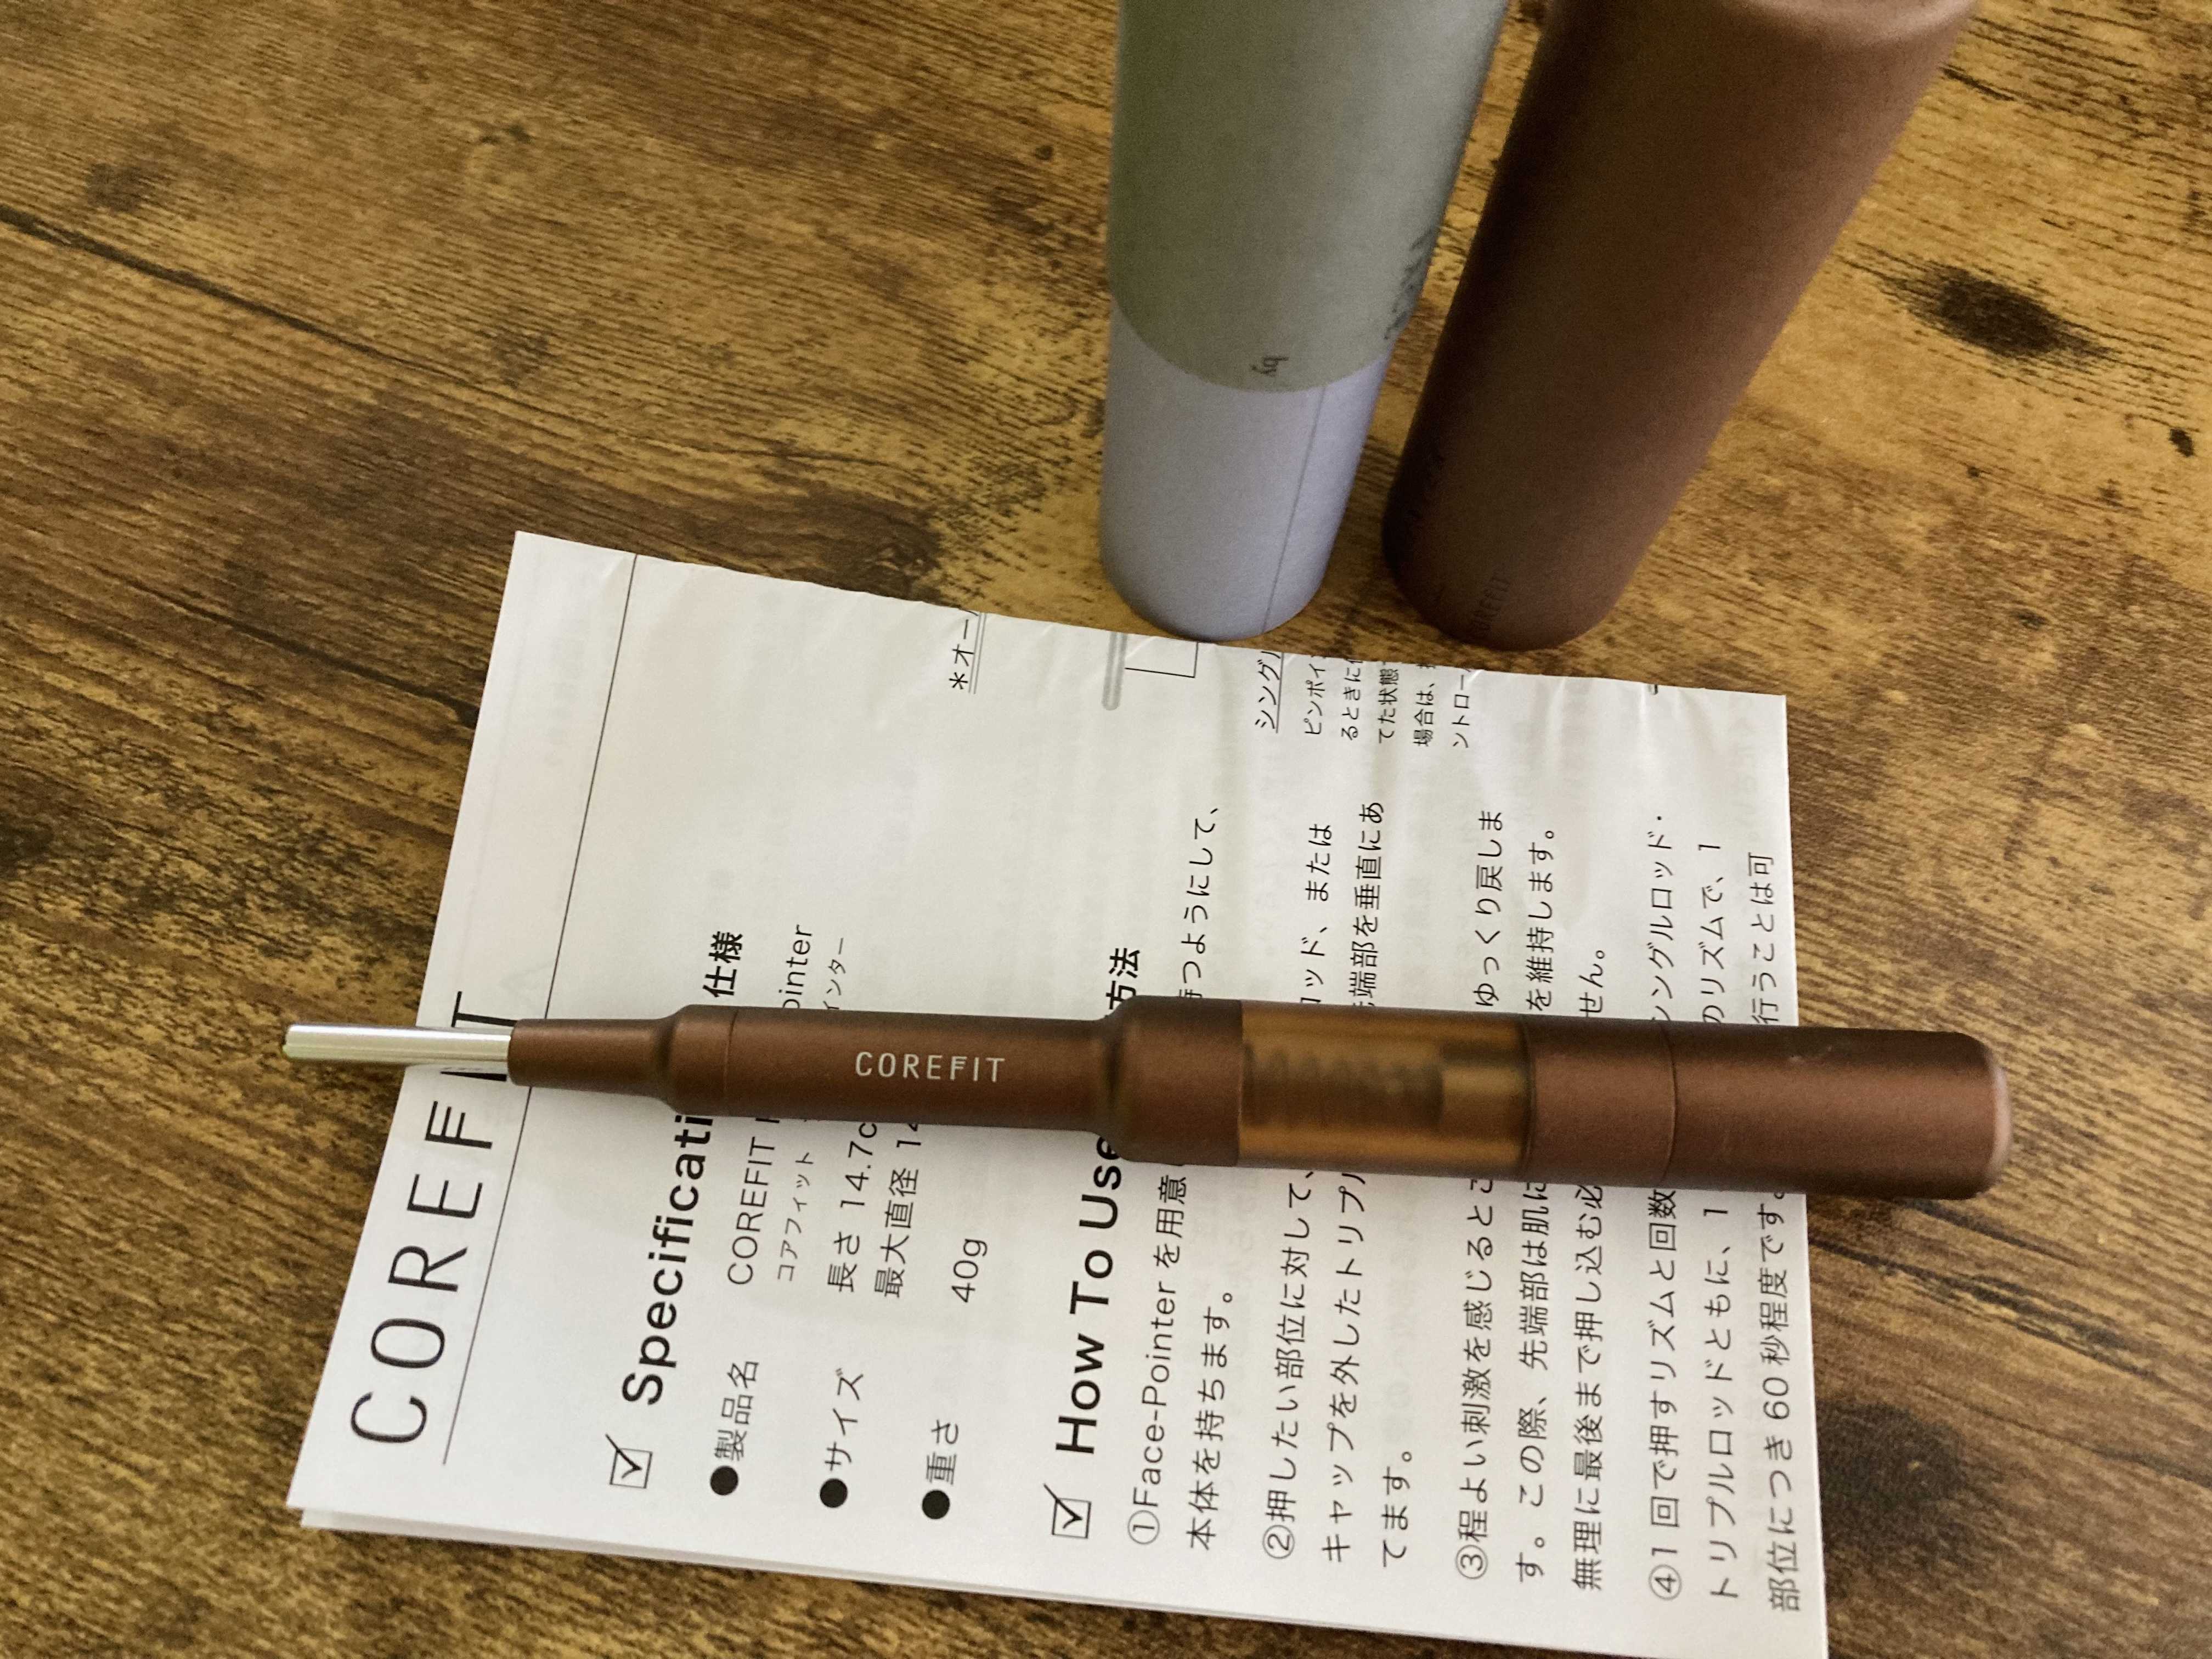 COREFIT
Specificati
仕様
●製品名 COREFIT
ointer
コアフィット
インター
●サイズ 長さ 14.7c
最大直径 14
●重さ 40g
*オー
How To Use
方法
①Face-Pointer を用意
つようにして、
本体を持ちます。
②押したい部位に対して、
ロッド、または
キャップを外したトリプル
先端部を垂直にあ
てます。
③程よい刺激を感じると
ゆっくり戻しま
す。この際、先端部は肌に
を維持します。
無理に最後まで押し込む必
せん。
④1 回で押すリズムと回数
シングルロッド・
トリプルロッドともに、1
のリズムで、1
部位につき 60 秒程度です。
行うことは可
シングル
ピンポイ
るときに
てた状態
場合は、
ントロー
COREFIT
by